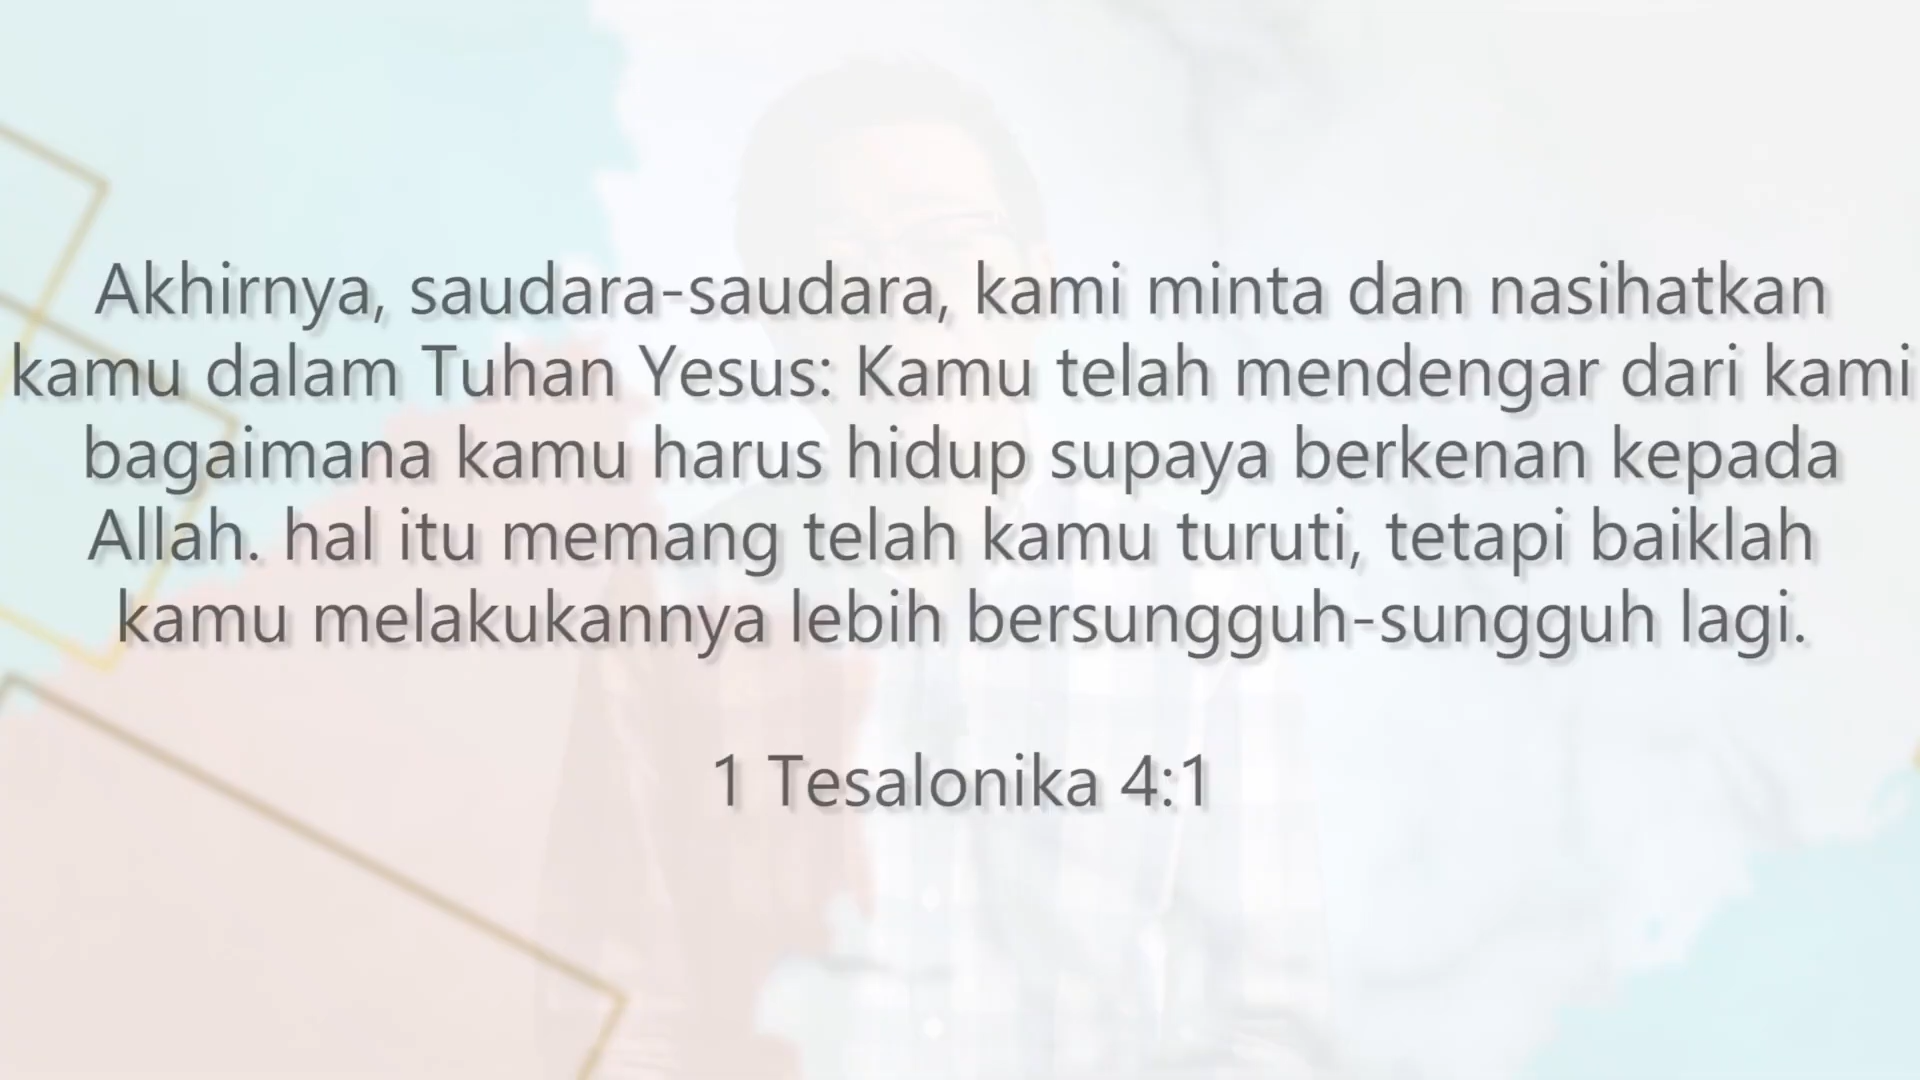 Akhirnya, saudara-saudara, kami minta dan nasihatkan
kamu dalam Tuhan Yesus: Kamu telah mendengar dari kami
bagaimana kamu harus hidup supaya berkenan kepada
Allah. hal itu memang telah kamu turuti, tetapi baiklah
kamu melakukannya lebih bersungguh-sungguh lagi.
1 Tesalonika 4:1